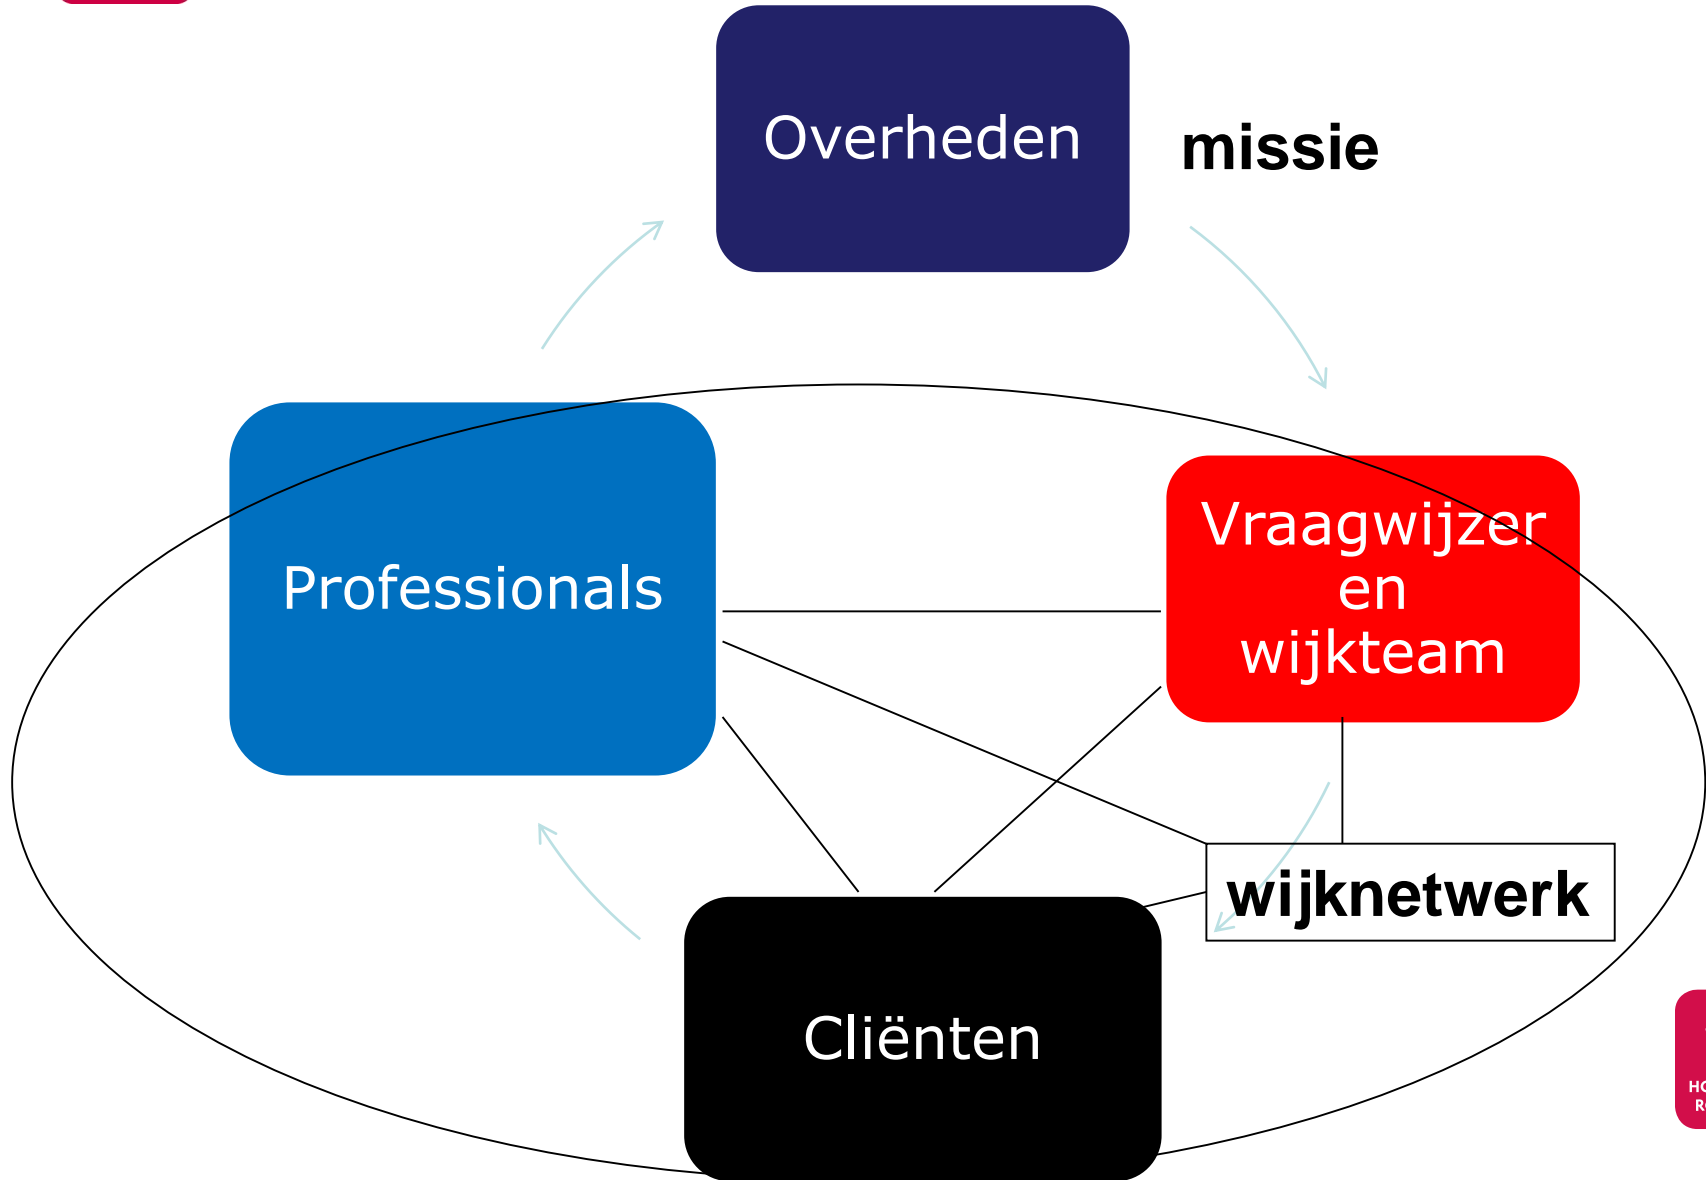 Overheden
missie
Professionals
Vraagwijzer
en
wijkteam
wijknetwerk
Cliënten